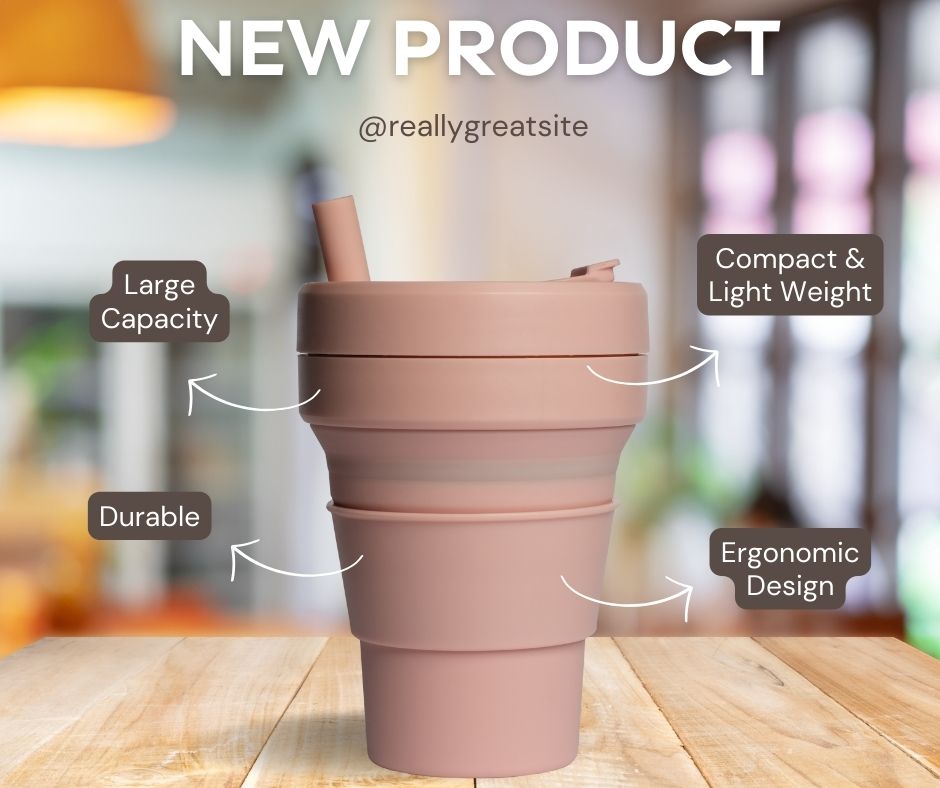 NEW PRODUCT
@reallygreatsite
Large
Capacity
Compact &
Light Weight
Durable
Ergonomic
Design